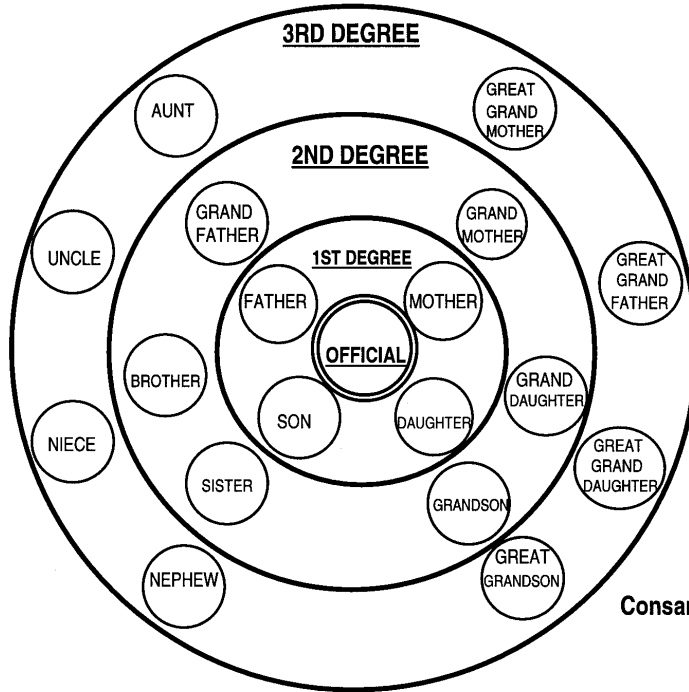 3RD DEGREE
AUNT
GREAT
GRAND
MOTHER
2ND DEGREE
GRAND
FATHER
GRAND
MOTHER
UNCLE
1ST DEGREE
GREAT
GRAND
FATHER
FATHER
MOTHER
OFFICIAL
BROTHER
GRAND
DAUGHTER
SON
DAUGHTER
NIECE
GREAT
GRAND
DAUGHTER
SISTER
GRANDSON
NEPHEW
GREAT
GRANDSON
Consan